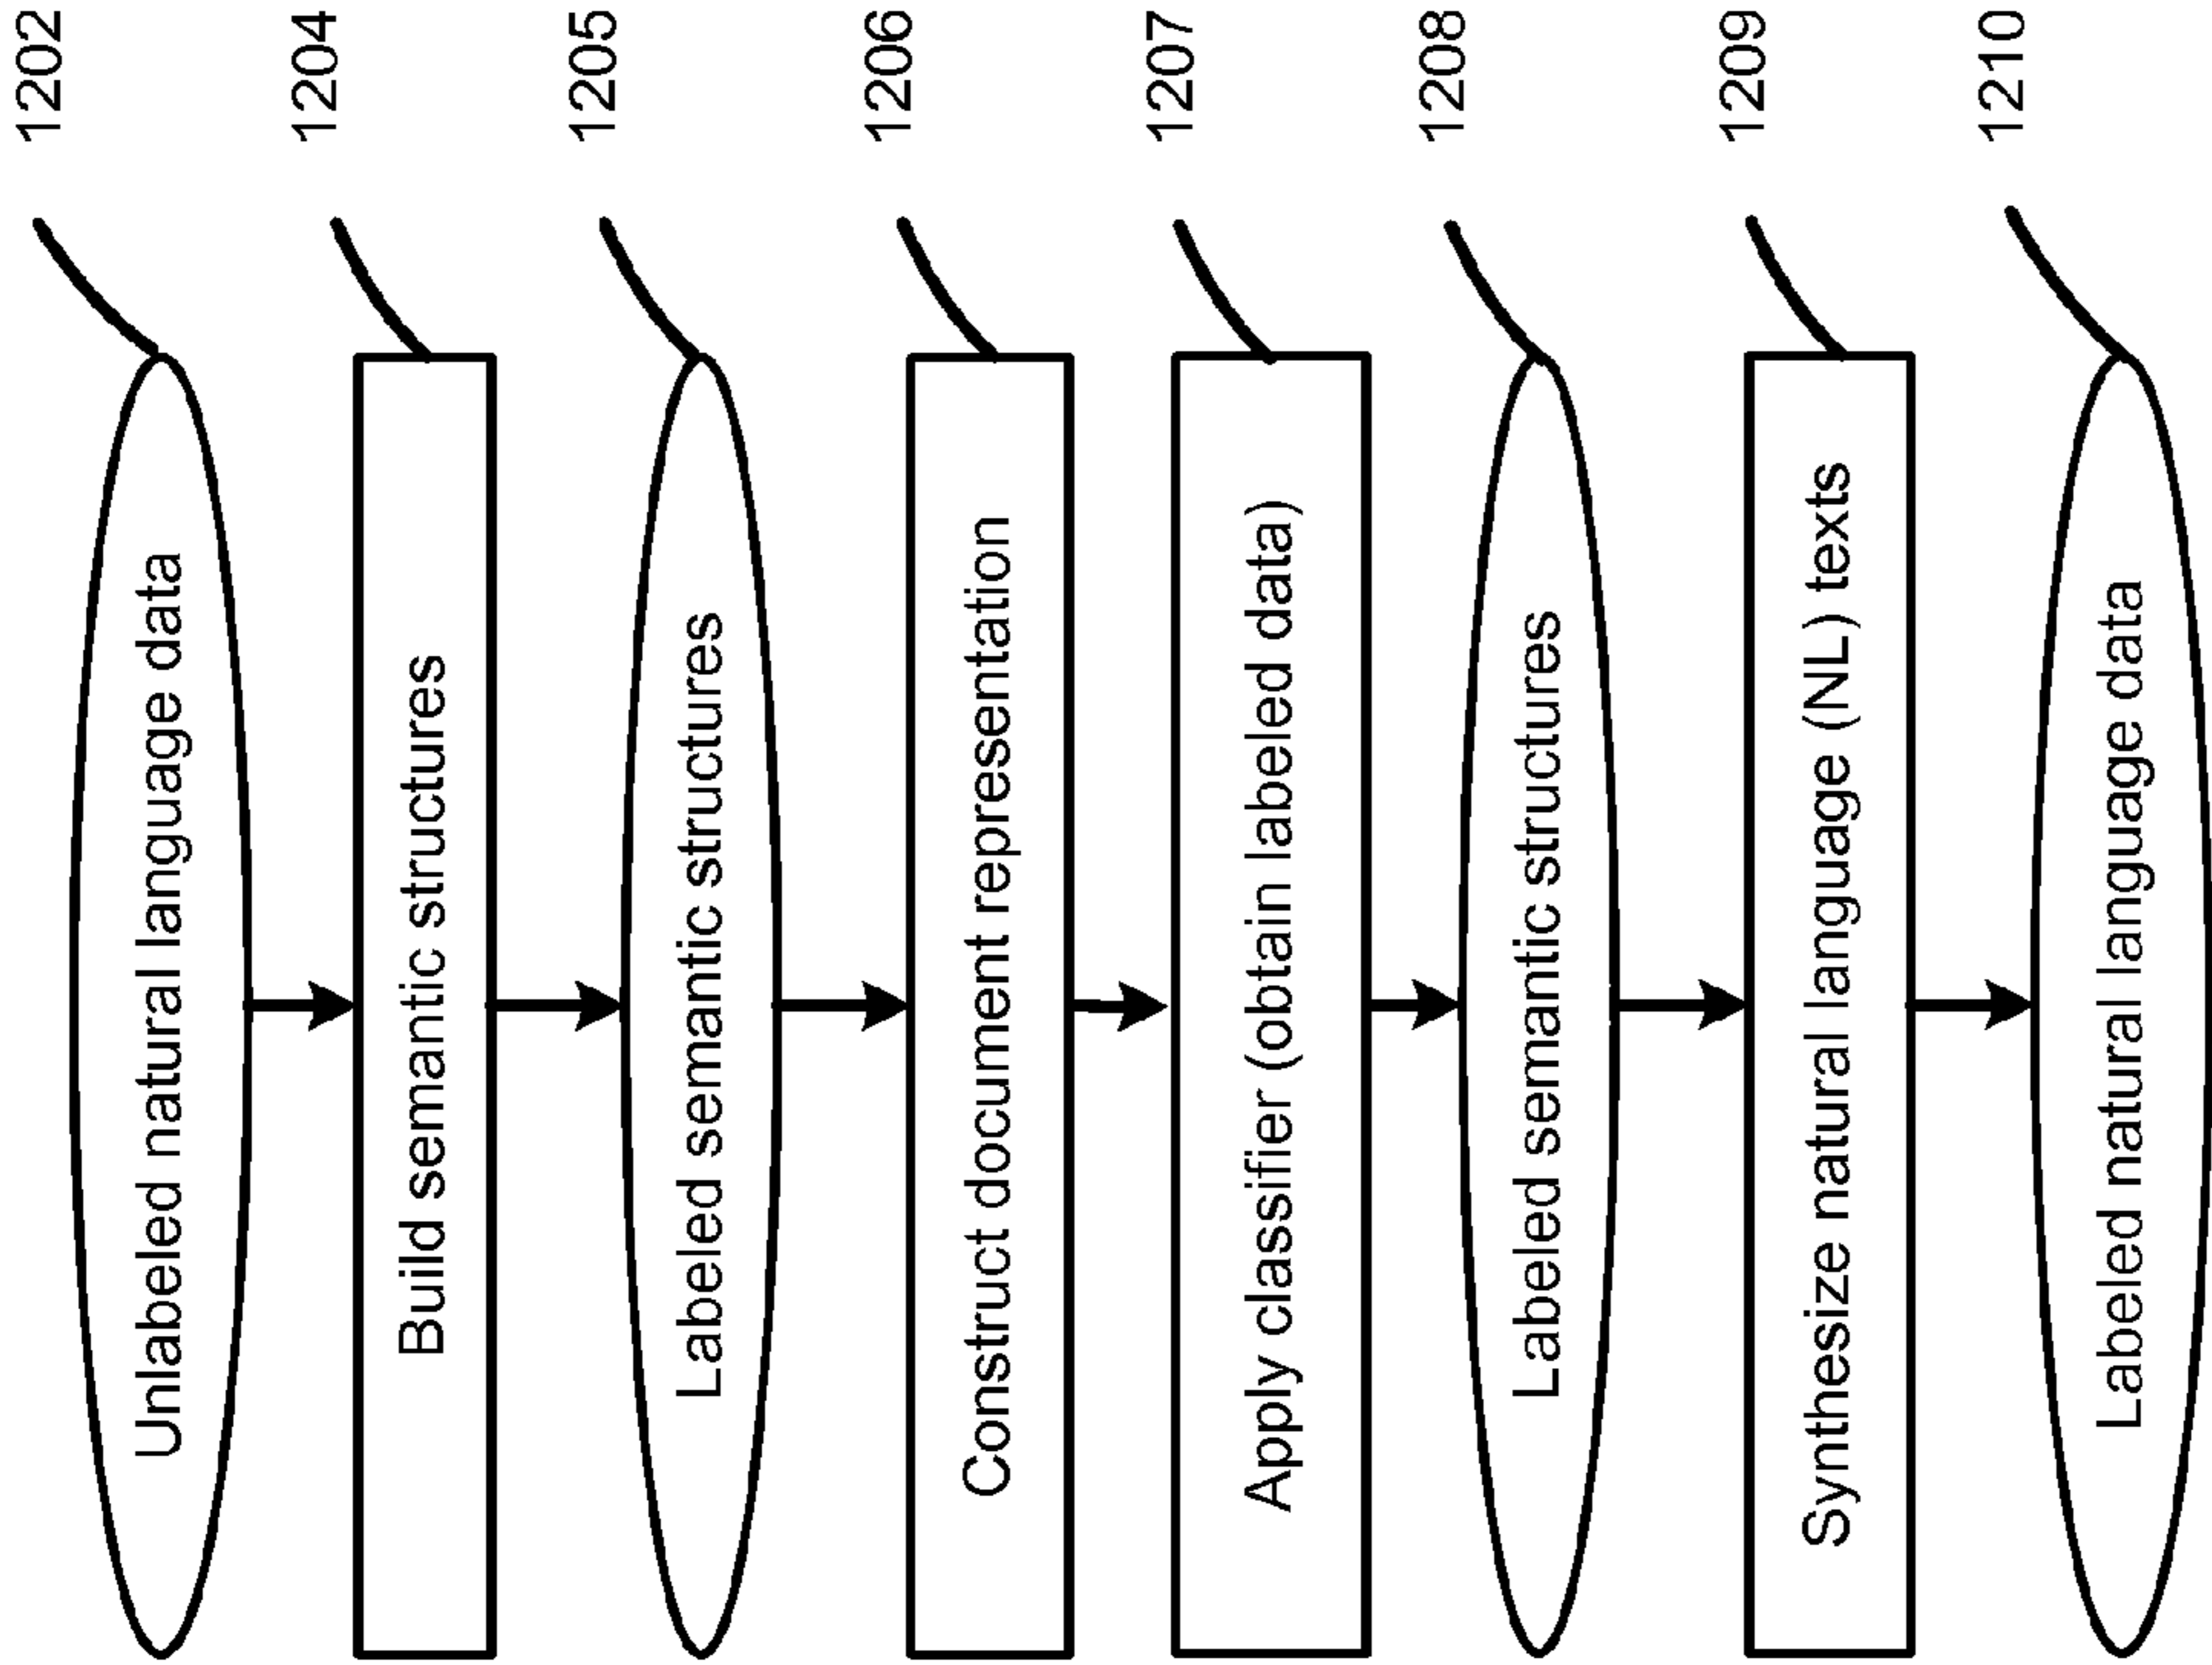 Unlabeled natural language data
1202
Build semantic structures
1204
Labeled semantic structures
1205
Construct document representation
1206
Apply classifier (obtain labeled data)
1207
Labeled semantic structures
1208
Synthesize natural language (NL) texts
1209
Labeled natural language data
1210